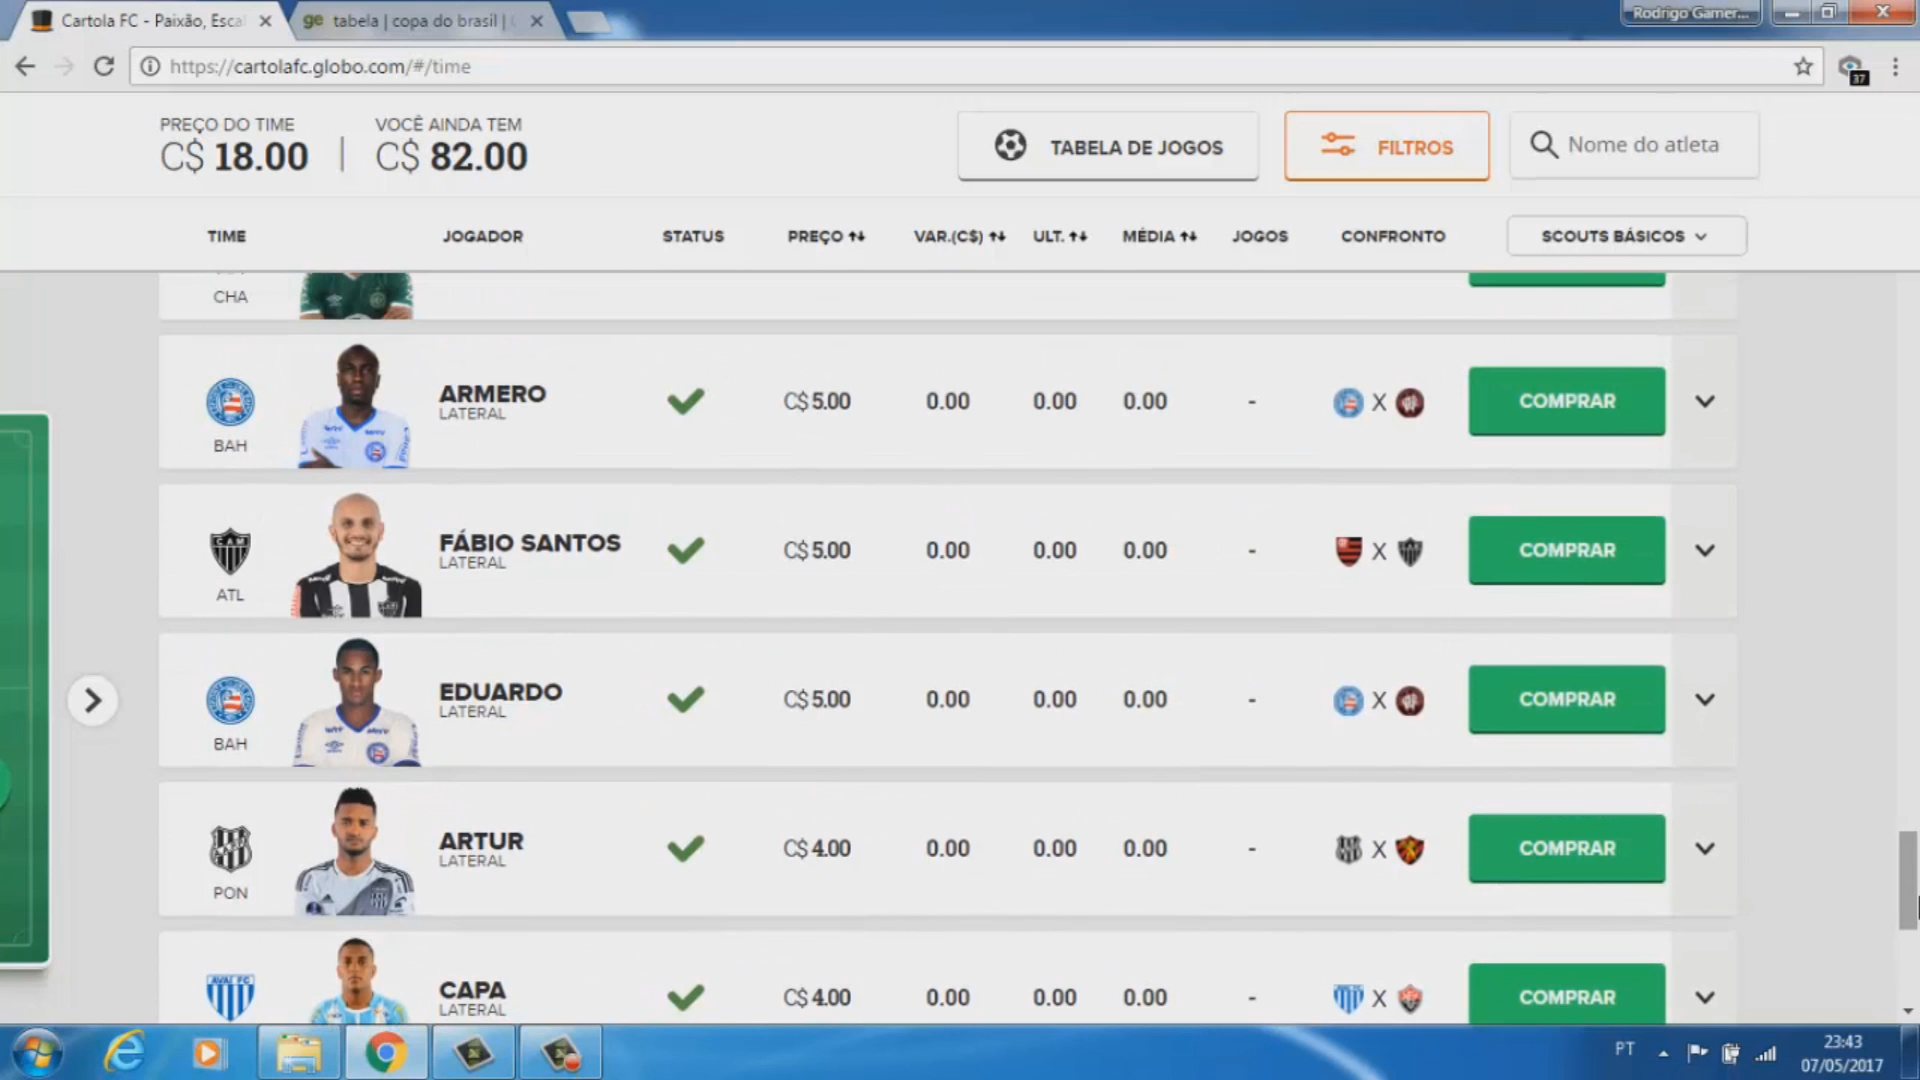 Cartola FC - Paixão, Escal
ge tabela | copa do brasil |
Rodrigo Gamer...
https://cartolafc.globo.com/#/time
37
PREÇO DO TIME
C$ 18.00
VOCÊ AINDA TEM
C$ 82.00
TABELA DE JOGOS
FILTROS
Nome do atleta
TIME JOGADOR STATUS PREÇO VAR.(C$) ULT. MÉDIA JOGOS CONFRONTO SCOUTS BÁSICOS
CHA
BAH
ARMERO
LATERAL
C$ 5.00 0.00 0.00 0.00 - X COMPRAR
ATL
FÁBIO SANTOS
LATERAL
C$ 5.00 0.00 0.00 0.00 - X COMPRAR
BAH
EDUARDO
LATERAL
C$ 5.00 0.00 0.00 0.00 - X COMPRAR
PON
ARTUR
LATERAL
C$ 4.00 0.00 0.00 0.00 - X COMPRAR
AVAÍ FC
CAPA
LATERAL
C$ 4.00 0.00 0.00 0.00 - X COMPRAR
PT
23:43
07/05/2017